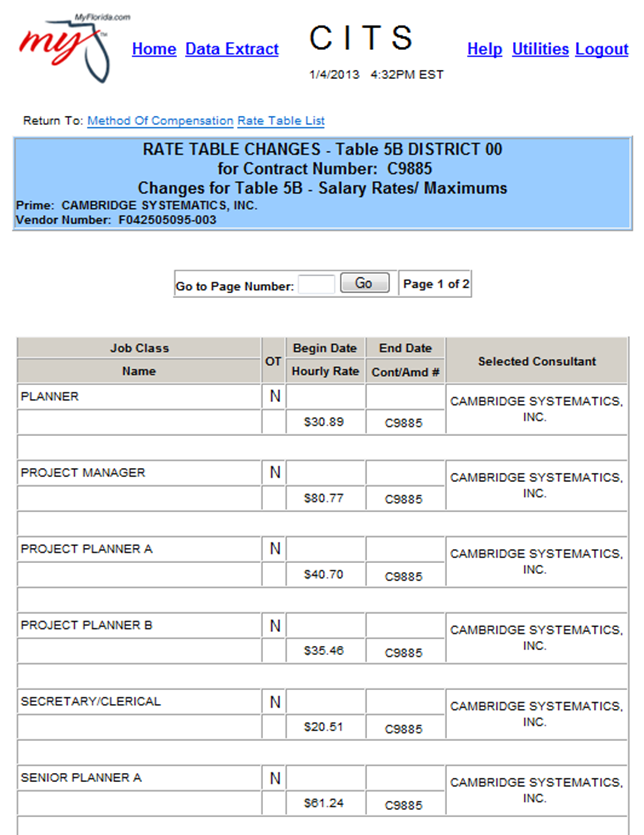 MyFlorida.com
my
Home Data Extract
C I T S
Help Utilities Logout
1/4/2013 4:32PM EST
Return To: Method Of Compensation Rate Table List
RATE TABLE CHANGES - Table 5B DISTRICT 00
for Contract Number: C9885
Changes for Table 5B - Salary Rates/ Maximums
Prime: CAMBRIDGE SYSTEMATICS, INC.
Vendor Number: F042505095-003
Go to Page Number: Go Page 1 of 2
Job Class OT Begin Date End Date Selected Consultant
Name Hourly Rate Cont/Amd #
PLANNER N CAMBRIDGE SYSTEMATICS, INC.
$30.89 C9885
PROJECT MANAGER N CAMBRIDGE SYSTEMATICS, INC.
$80.77 C9885
PROJECT PLANNER A N CAMBRIDGE SYSTEMATICS, INC.
$40.70 C9885
PROJECT PLANNER B N CAMBRIDGE SYSTEMATICS, INC.
$35.46 C9885
SECRETARY/CLERICAL N CAMBRIDGE SYSTEMATICS, INC.
$20.51 C9885
SENIOR PLANNER A N CAMBRIDGE SYSTEMATICS, INC.
$61.24 C9885